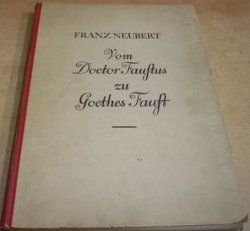 FRANZ NEUBERT
Vom
Doctor Faustus
zu
Goethes Faust